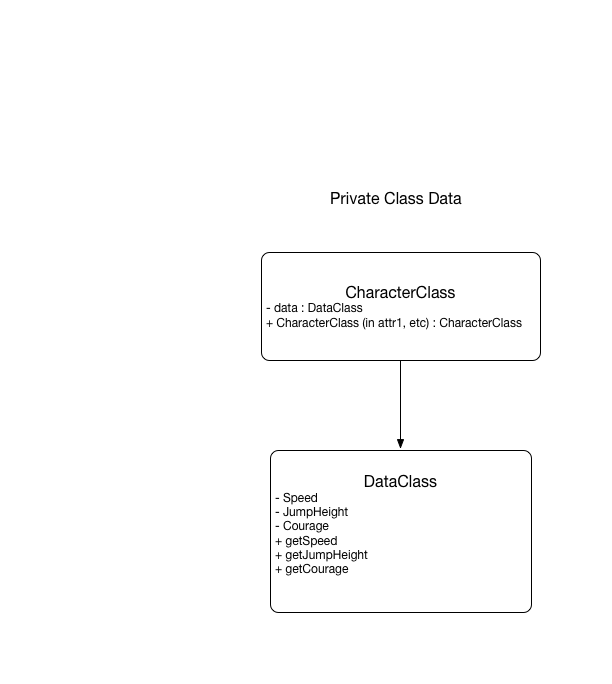 Private Class Data
CharacterClass
- data : DataClass
+ CharacterClass (in attr1, etc) : CharacterClass
DataClass
- Speed
- JumpHeight
- Courage
+ getSpeed
+ getJumpHeight
+ getCourage